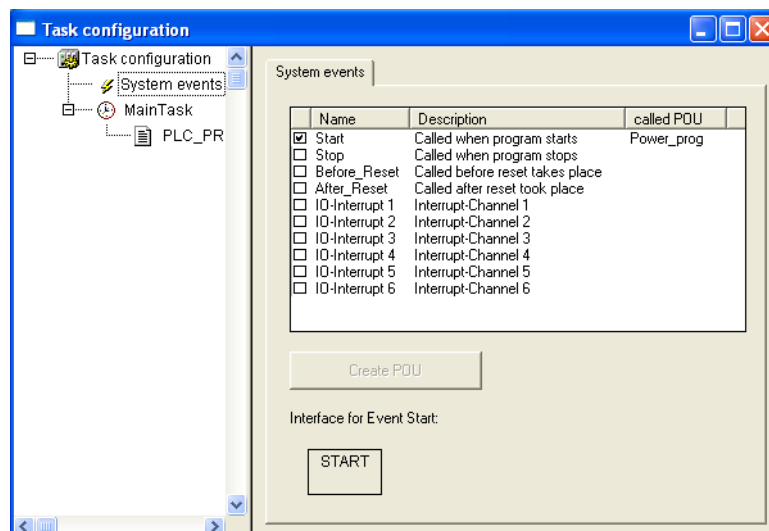 Task configuration
Task configuration
System events
MainTask
PLC_PR
System events
Name Description called POU
Start Called when program starts Power_prog
Stop Called when program stops
Before_Reset Called before reset takes place
After_Reset Called after reset took place
IO-Interrupt 1 Interrupt-Channel 1
IO-Interrupt 2 Interrupt-Channel 2
IO-Interrupt 3 Interrupt-Channel 3
IO-Interrupt 4 Interrupt-Channel 4
IO-Interrupt 5 Interrupt-Channel 5
IO-Interrupt 6 Interrupt-Channel 6
Create POU
Interface for Event Start:
START